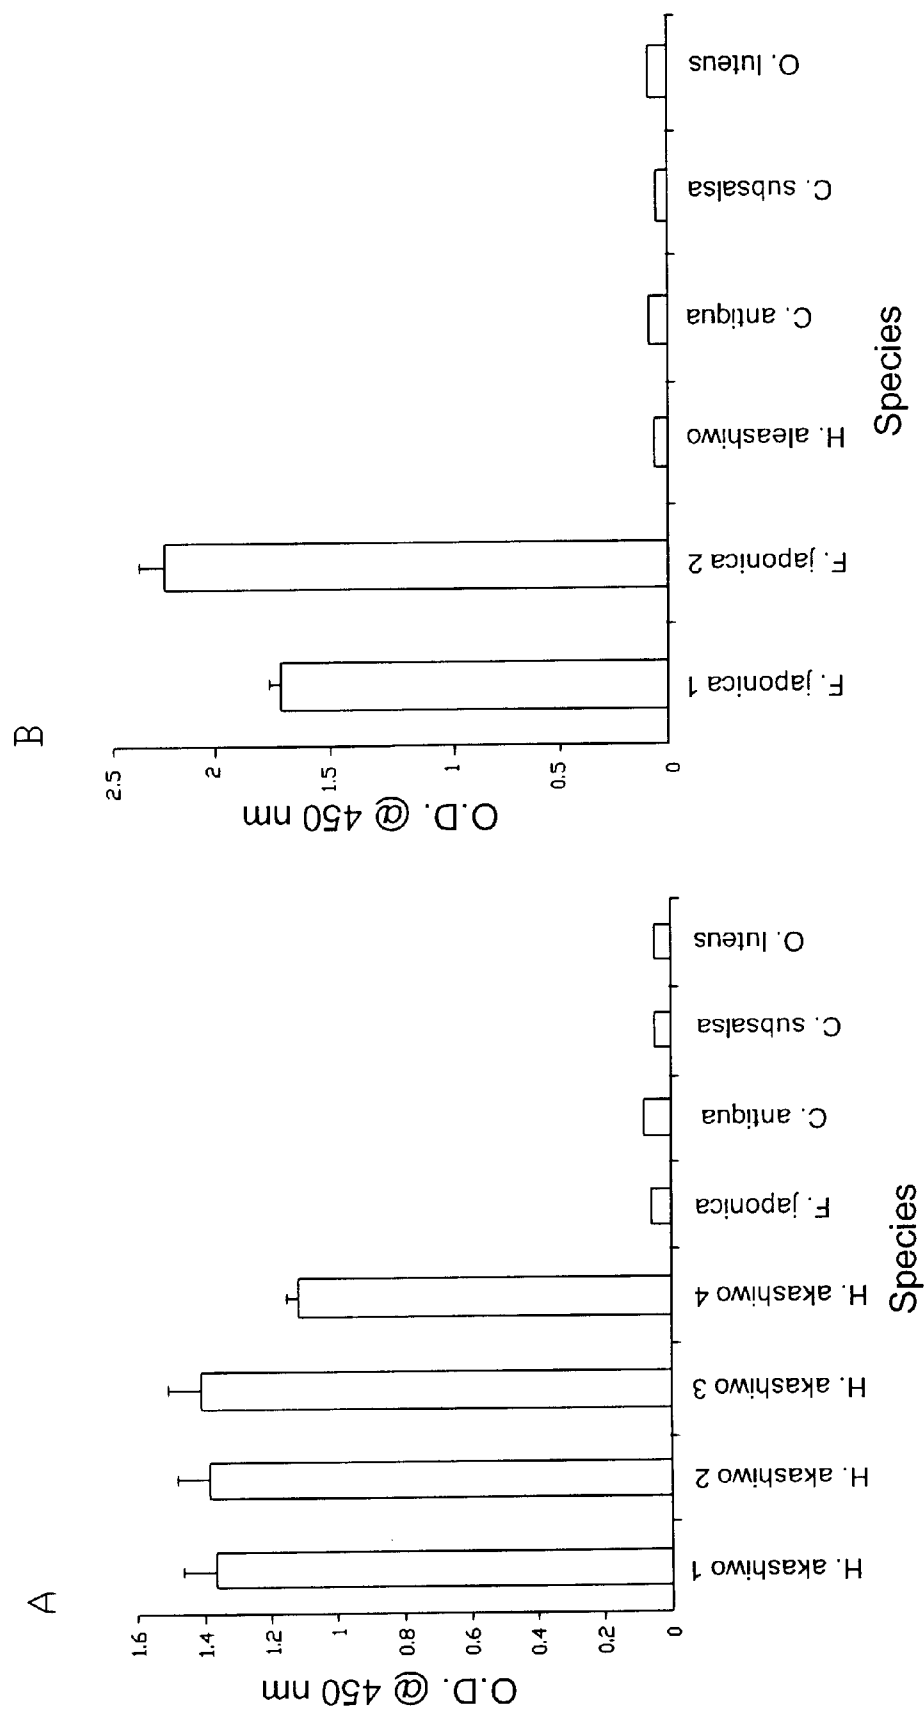 A
O.D. @ 450 nm
1.6
1.4
1.2
1
0.8
0.6
0.4
0.2
0
H. akashiwo 1
H. akashiwo 2
H. akashiwo 3
H. akashiwo 4
F. japonica
C. antiqua
C. subsalsa
O. luteus
Species
B
O.D. @ 450 nm
2.5
2
1.5
1
0.5
0
F. japonica 1
F. japonica 2
H. aleashiwo
C. antiqua
C. subsalsa
O. luteus
Species